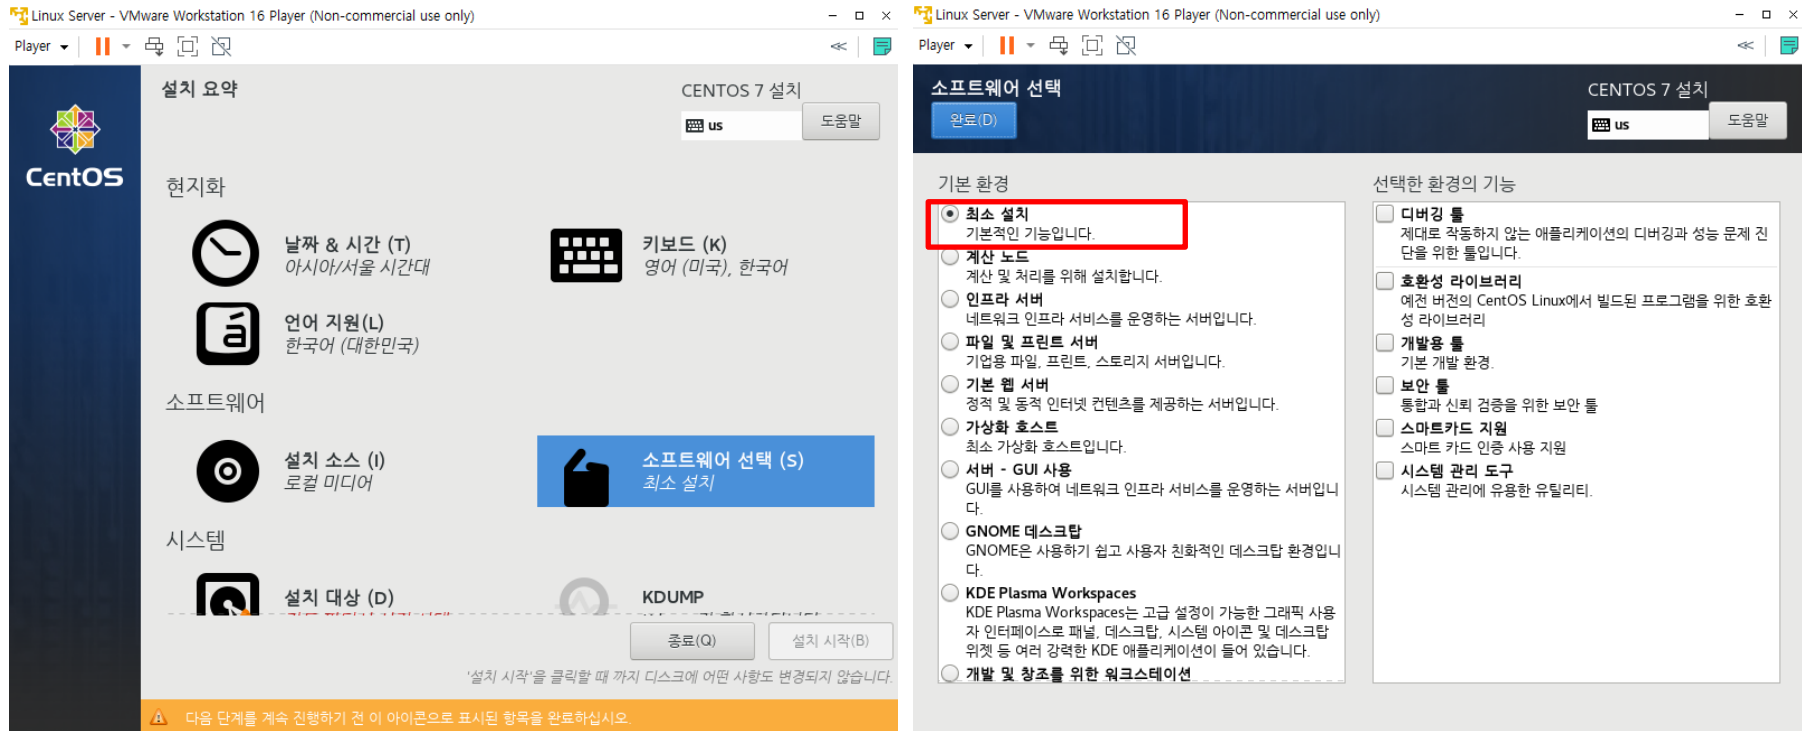 Linux Server - VMware Workstation 16 Player (Non-commercial use only)
Player
설치 요약
CENTOS 7 설치
us
도움말
CentOS
현지화
날짜 & 시간 (T)
아시아/서울 시간대
키보드 (K)
영어 (미국), 한국어
언어 지원(L)
한국어 (대한민국)
소프트웨어
설치 소스 (I)
로컬 미디어
소프트웨어 선택 (S)
최소 설치
시스템
설치 대상 (D)
KDUMP
종료(Q)
설치 시작(B)
'설치 시작'을 클릭할 때 까지 디스크에 어떤 사항도 변경되지 않습니다.
다음 단계를 계속 진행하기 전 이 아이콘으로 표시된 항목을 완료하십시오.
Linux Server - VMware Workstation 16 Player (Non-commercial use only)
Player
소프트웨어 선택
완료(D)
CENTOS 7 설치
us
도움말
기본 환경
최소 설치
기본적인 기능입니다.
계산 노드
계산 및 처리를 위해 설치합니다.
인프라 서버
네트워크 인프라 서비스를 운영하는 서버입니다.
파일 및 프린트 서버
기업용 파일, 프린트, 스토리지 서버입니다.
기본 웹 서버
정적 및 동적 인터넷 컨텐츠를 제공하는 서버입니다.
가상화 호스트
최소 가상화 호스트입니다.
서버 - GUI 사용
GUI를 사용하여 네트워크 인프라 서비스를 운영하는 서버입니
다.
GNOME 데스크탑
GNOME은 사용하기 쉽고 사용자 친화적인 데스크탑 환경입니
다.
KDE Plasma Workspaces
KDE Plasma Workspaces는 고급 설정이 가능한 그래픽 사용
자 인터페이스로 패널, 데스크탑, 시스템 아이콘 및 데스크탑
위젯 등 여러 강력한 KDE 애플리케이션이 들어 있습니다.
개발 및 창조를 위한 워크스테이션
선택한 환경의 기능
디버깅 툴
제대로 작동하지 않는 애플리케이션의 디버깅과 성능 문제 진
단을 위한 툴입니다.
호환성 라이브러리
예전 버전의 CentOS Linux에서 빌드된 프로그램을 위한 호환
성 라이브러리
개발용 툴
기본 개발 환경.
보안 툴
통합과 신뢰 검증을 위한 보안 툴
스마트카드 지원
스마트 카드 인증 사용 지원
시스템 관리 도구
시스템 관리에 유용한 유틸리티.